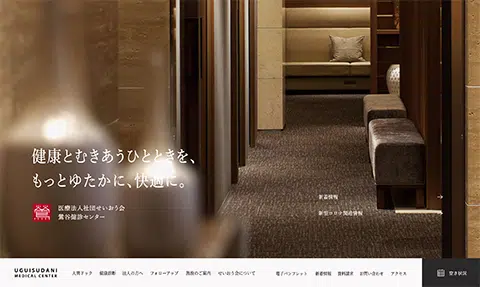 健康とむきあうひとときを、
もっとゆたかに、快適に。
医療法人社団せいおう会
鶯谷健診センター
新着情報
新型コロナ関連情報
UGUISUDANI
MEDICAL CENTER
人間ドック 健康診断 法人の方へ フォローアップ 施設のご案内 せいおう会について 電子パンフレット 新着情報 資料請求 お問い合わせ アクセス 空き状況